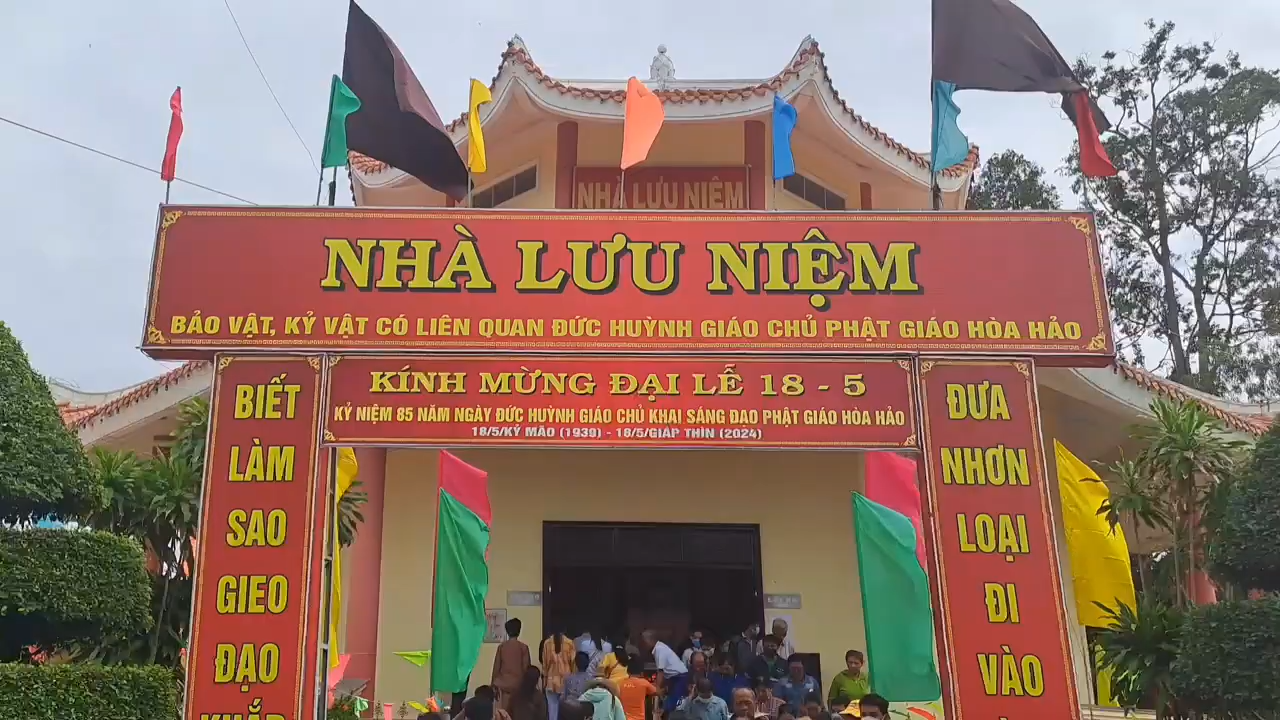 NHÀ LƯU NIỆM
NHÀ LƯU NIỆM
BẢO VẬT, KỶ VẬT CÓ LIÊN QUAN ĐỨC HUỲNH GIÁO CHỦ PHẬT GIÁO HÒA HẢO
KÍNH MỪNG ĐẠI LỄ 18 - 5
KỶ NIỆM 85 NĂM NGÀY ĐỨC HUỲNH GIÁO CHỦ KHAI SÁNG ĐẠO PHẬT GIÁO HÒA HẢO
18/5/KỶ MÃO (1939) - 18/5/GIÁP THÌN (2024)
BIẾT
LÀM
SAO
GIEO
ĐẠO
KHẮP
ĐƯA
NHƠN
LOẠI
ĐI
VÀO